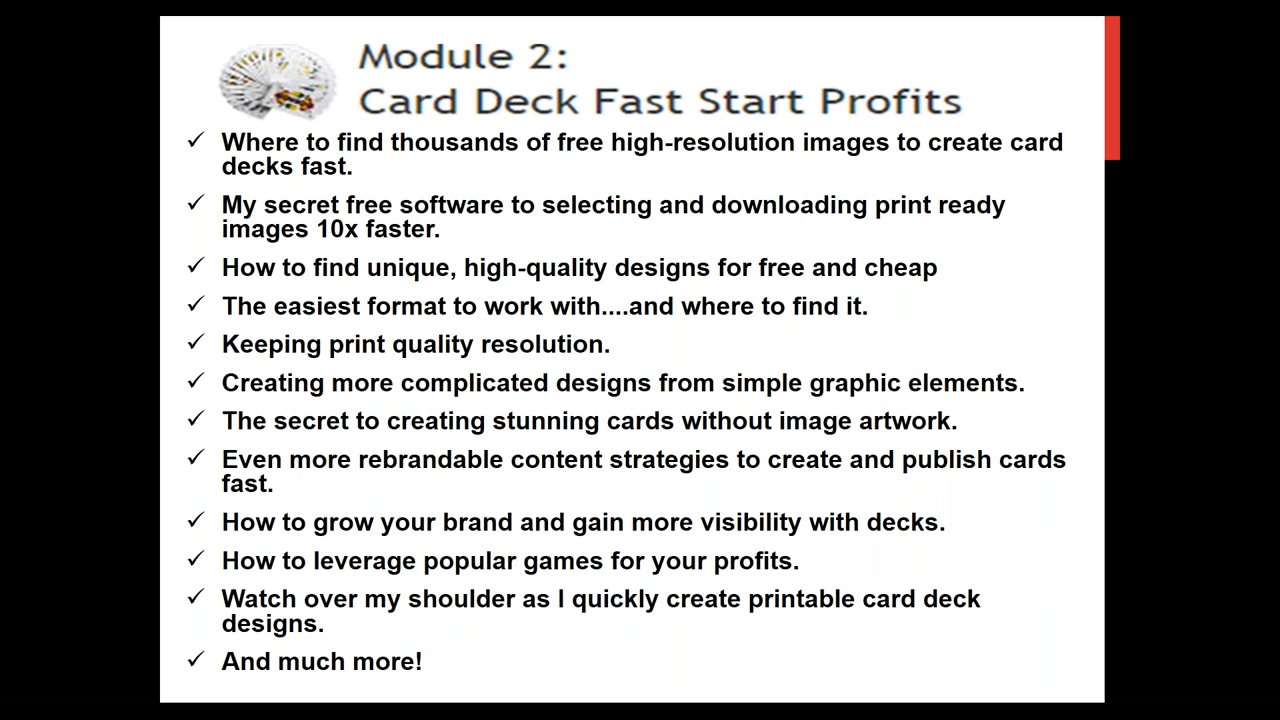 Module 2:
Card Deck Fast Start Profits
✓ Where to find thousands of free high-resolution images to create card
decks fast.
✓ My secret free software to selecting and downloading print ready
images 10x faster.
✓ How to find unique, high-quality designs for free and cheap
✓ The easiest format to work with....and where to find it.
✓ Keeping print quality resolution.
✓ Creating more complicated designs from simple graphic elements.
✓ The secret to creating stunning cards without image artwork.
✓ Even more rebrandable content strategies to create and publish cards
fast.
✓ How to grow your brand and gain more visibility with decks.
✓ How to leverage popular games for your profits.
✓ Watch over my shoulder as I quickly create printable card deck
designs.
✓ And much more!